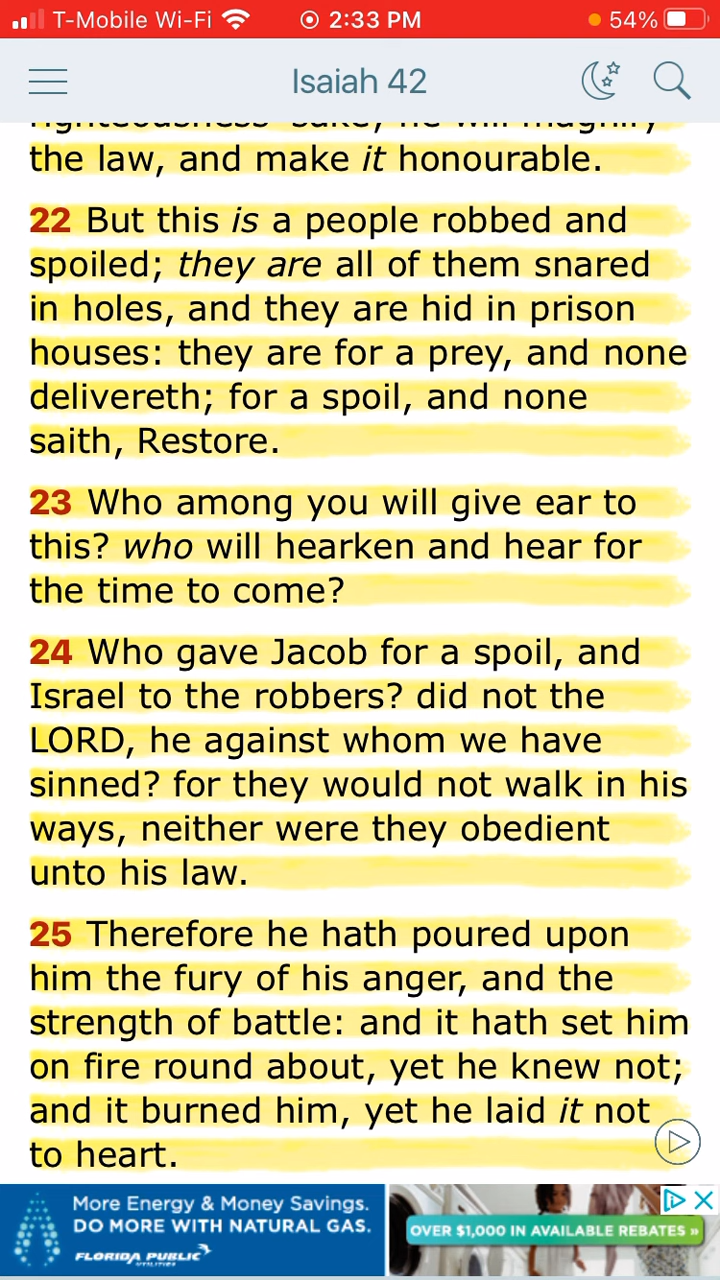 T-Mobile Wi-Fi 2:33 PM 54%
Isaiah 42
righteousness' sake; he will magnify
the law, and make it honourable.
22 But this is a people robbed and
spoiled; they are all of them snared
in holes, and they are hid in prison
houses: they are for a prey, and none
delivereth; for a spoil, and none
saith, Restore.
23 Who among you will give ear to
this? who will hearken and hear for
the time to come?
24 Who gave Jacob for a spoil, and
Israel to the robbers? did not the
LORD, he against whom we have
sinned? for they would not walk in his
ways, neither were they obedient
unto his law.
25 Therefore he hath poured upon
him the fury of his anger, and the
strength of battle: and it hath set him
on fire round about, yet he knew not;
and it burned him, yet he laid it not
to heart.
More Energy & Money Savings.
DO MORE WITH NATURAL GAS.
FLORIDA PUBLIC
UTILITIES
OVER $1,000 IN AVAILABLE REBATES »